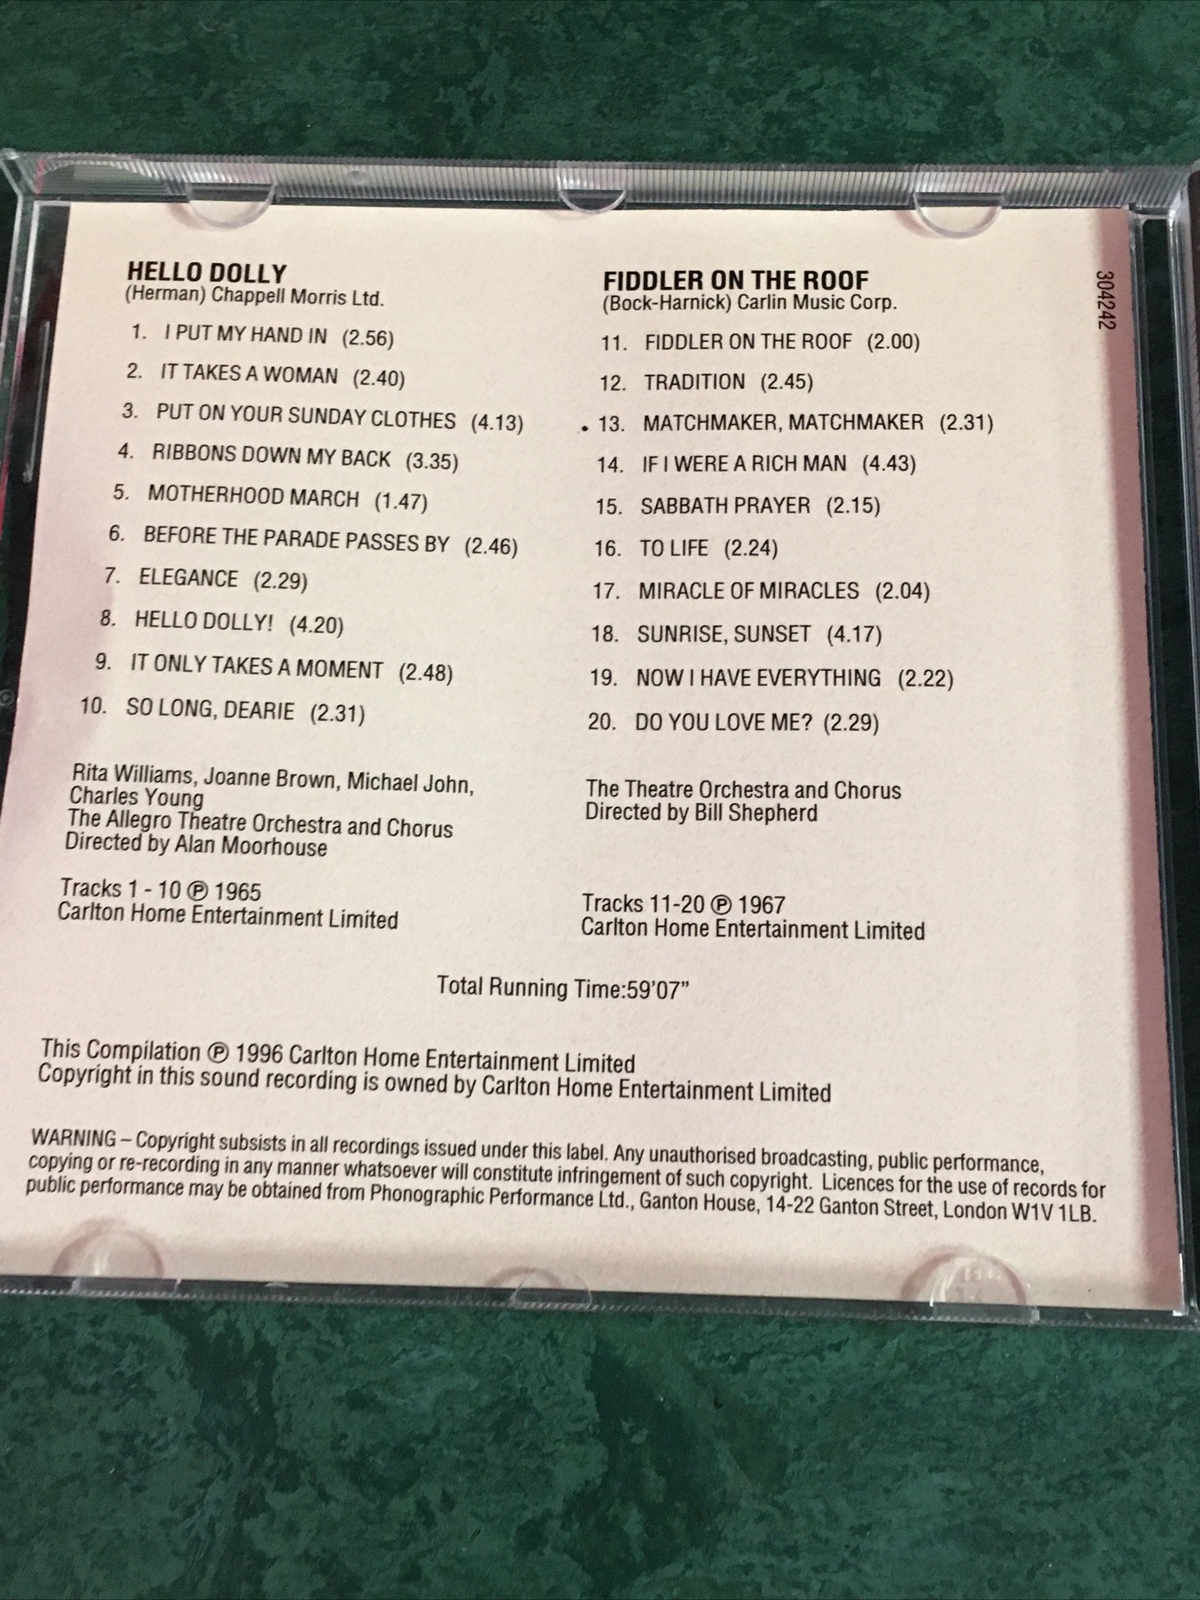 HELLO DOLLY
(Herman) Chappell Morris Ltd.
1. I PUT MY HAND IN (2.56)
2. IT TAKES A WOMAN (2.40)
3. PUT ON YOUR SUNDAY CLOTHES (4.13)
4. RIBBONS DOWN MY BACK (3.35)
5. MOTHERHOOD MARCH (1.47)
6. BEFORE THE PARADE PASSES BY (2.46)
7. ELEGANCE (2.29)
8. HELLO DOLLY! (4.20)
9. IT ONLY TAKES A MOMENT (2.48)
10. SO LONG, DEARIE (2.31)
Rita Williams, Joanne Brown, Michael John,
Charles Young
The Allegro Theatre Orchestra and Chorus
Directed by Alan Moorhouse
Tracks 1 - 10 ℗ 1965
Carlton Home Entertainment Limited
FIDDLER ON THE ROOF
(Bock-Harnick) Carlin Music Corp.
11. FIDDLER ON THE ROOF (2.00)
12. TRADITION (2.45)
13. MATCHMAKER, MATCHMAKER (2.31)
14. IF I WERE A RICH MAN (4.43)
15. SABBATH PRAYER (2.15)
16. TO LIFE (2.24)
17. MIRACLE OF MIRACLES (2.04)
18. SUNRISE, SUNSET (4.17)
19. NOW I HAVE EVERYTHING (2.22)
20. DO YOU LOVE ME? (2.29)
The Theatre Orchestra and Chorus
Directed by Bill Shepherd
Tracks 11-20 ℗ 1967
Carlton Home Entertainment Limited
304242
Total Running Time:59’07”
This Compilation ℗ 1996 Carlton Home Entertainment Limited
Copyright in this sound recording is owned by Carlton Home Entertainment Limited
WARNING – Copyright subsists in all recordings issued under this label. Any unauthorised broadcasting, public performance,
copying or re-recording in any manner whatsoever will constitute infringement of such copyright. Licences for the use of records for
public performance may be obtained from Phonographic Performance Ltd., Ganton House, 14-22 Ganton Street, London W1V 1LB.